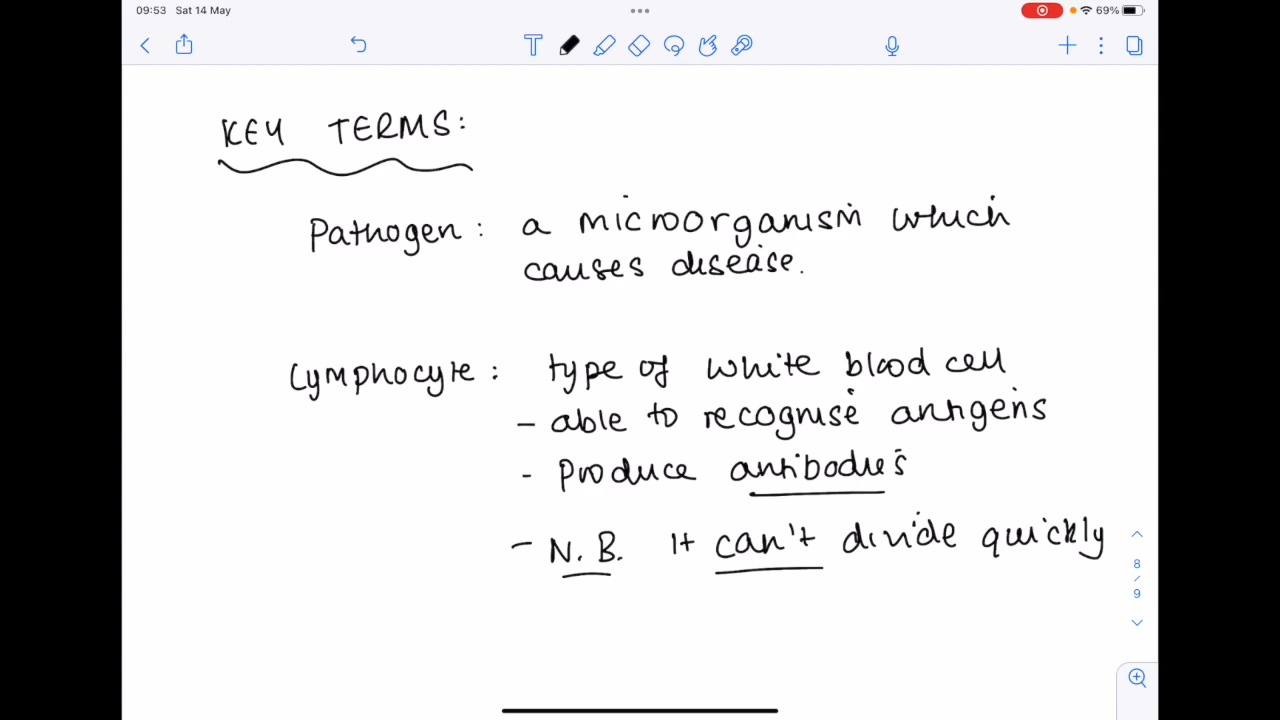 09:53 Sat 14 May
69%
T
KEY TERMS:
Pathogen: a microorganism which
causes disease.
Lymphocyte: type of white blood cell
- able to recognise antigens
- Produce antibodies
- N.B. It can't divide quickly
8
/
9